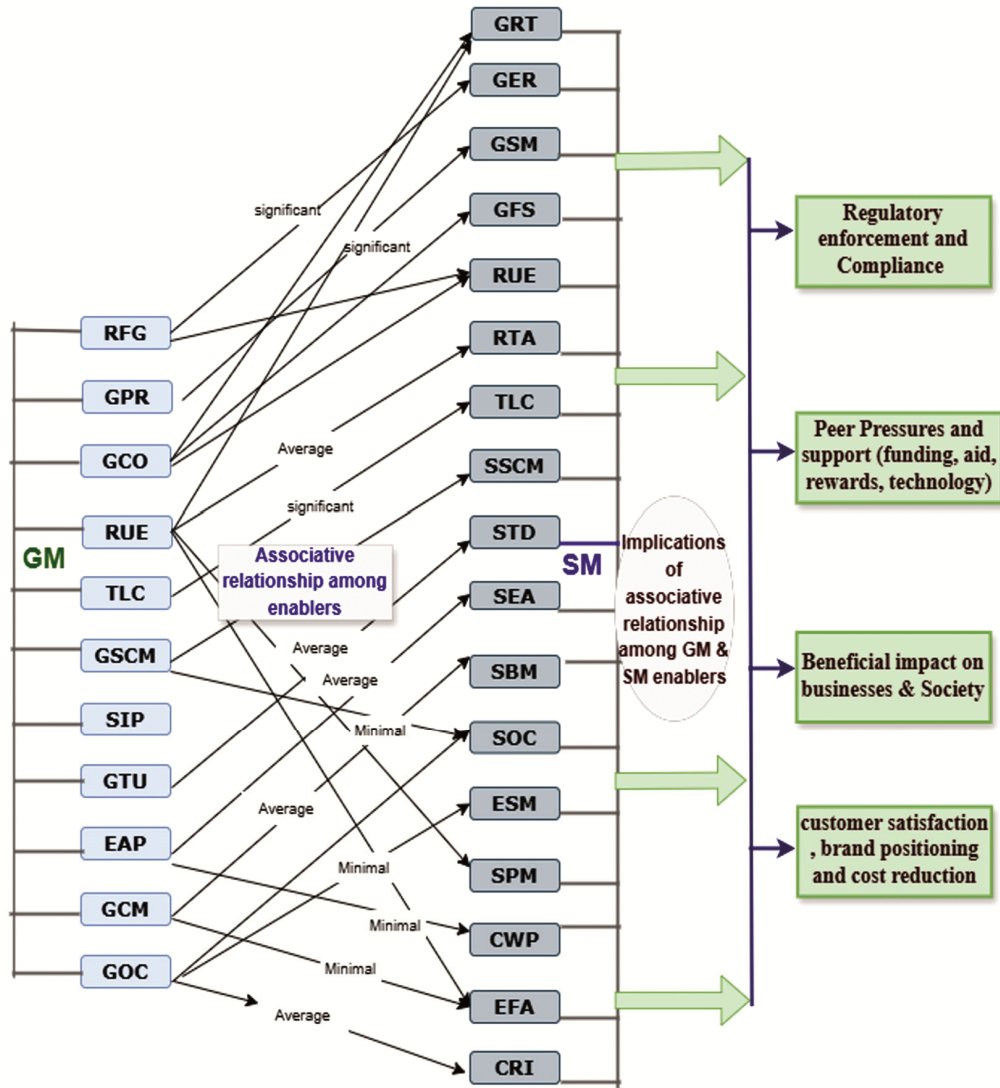 GRT
GER
GSM
GFS
RUE
RTA
TLC
SSCM
STD
SEA
SBM
SOC
ESM
SPM
CWP
EFA
CRI
RFG
GPR
GCO
RUE
TLC
GSCM
SIP
GTU
EAP
GCM
GOC
GM
SM
significant
significant
Average
significant
Associative
relationship among
enablers
Average
Average
Minimal
Average
Minimal
Minimal
Minimal
Average
Implications
of
associative
relationship
among GM &
SM enablers
Regulatory
enforcement and
Compliance
Peer Pressures and
support (funding, aid,
rewards, technology)
Beneficial impact on
businesses & Society
customer satisfaction
, brand positioning
and cost reduction